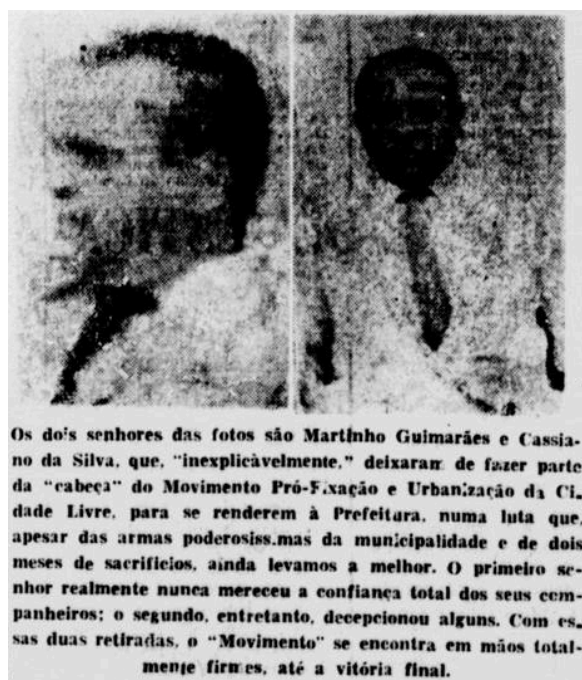 Os dois senhores das fotos são Martinho Guimarães e Cassia-
no da Silva, que, "inexplicàvelmente," deixaram de fazer parte
da "cabeça" do Movimento Pró-Fixação e Urbanização da Ci.
dade Livre, para se renderem à Prefeitura, numa luta que,
apesar das armas poderosiss.mas da municipalidade e de dois
meses de sacrifícios, ainda levamos a melhor. O primeiro se-
nhor realmente nunca mereceu a confiança total dos seus com-
panheiros; o segundo, entretanto, decepcionou alguns. Com es.
sas duas retiradas, o "Movimento" se encontra em mãos total-
mente firmes, até a vitória final.